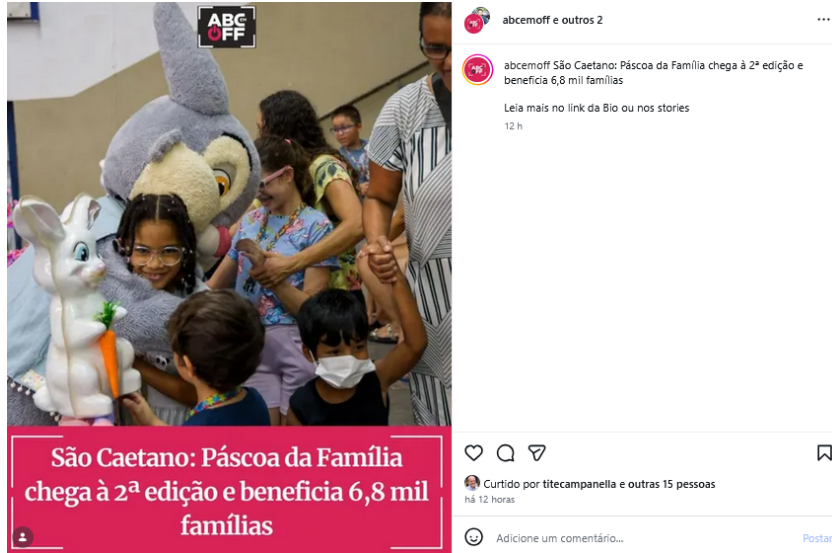 ABC EM
OFF
São Caetano: Páscoa da Família
chega à 2ª edição e beneficia 6,8 mil
famílias
abcemoff e outros 2
abcemoff São Caetano: Páscoa da Família chega à 2ª edição e
beneficia 6,8 mil famílias
Leia mais no link da Bio ou nos stories
12 h
Curtido por titecampanella e outras 15 pessoas
há 12 horas
Adicione um comentário...
Postar